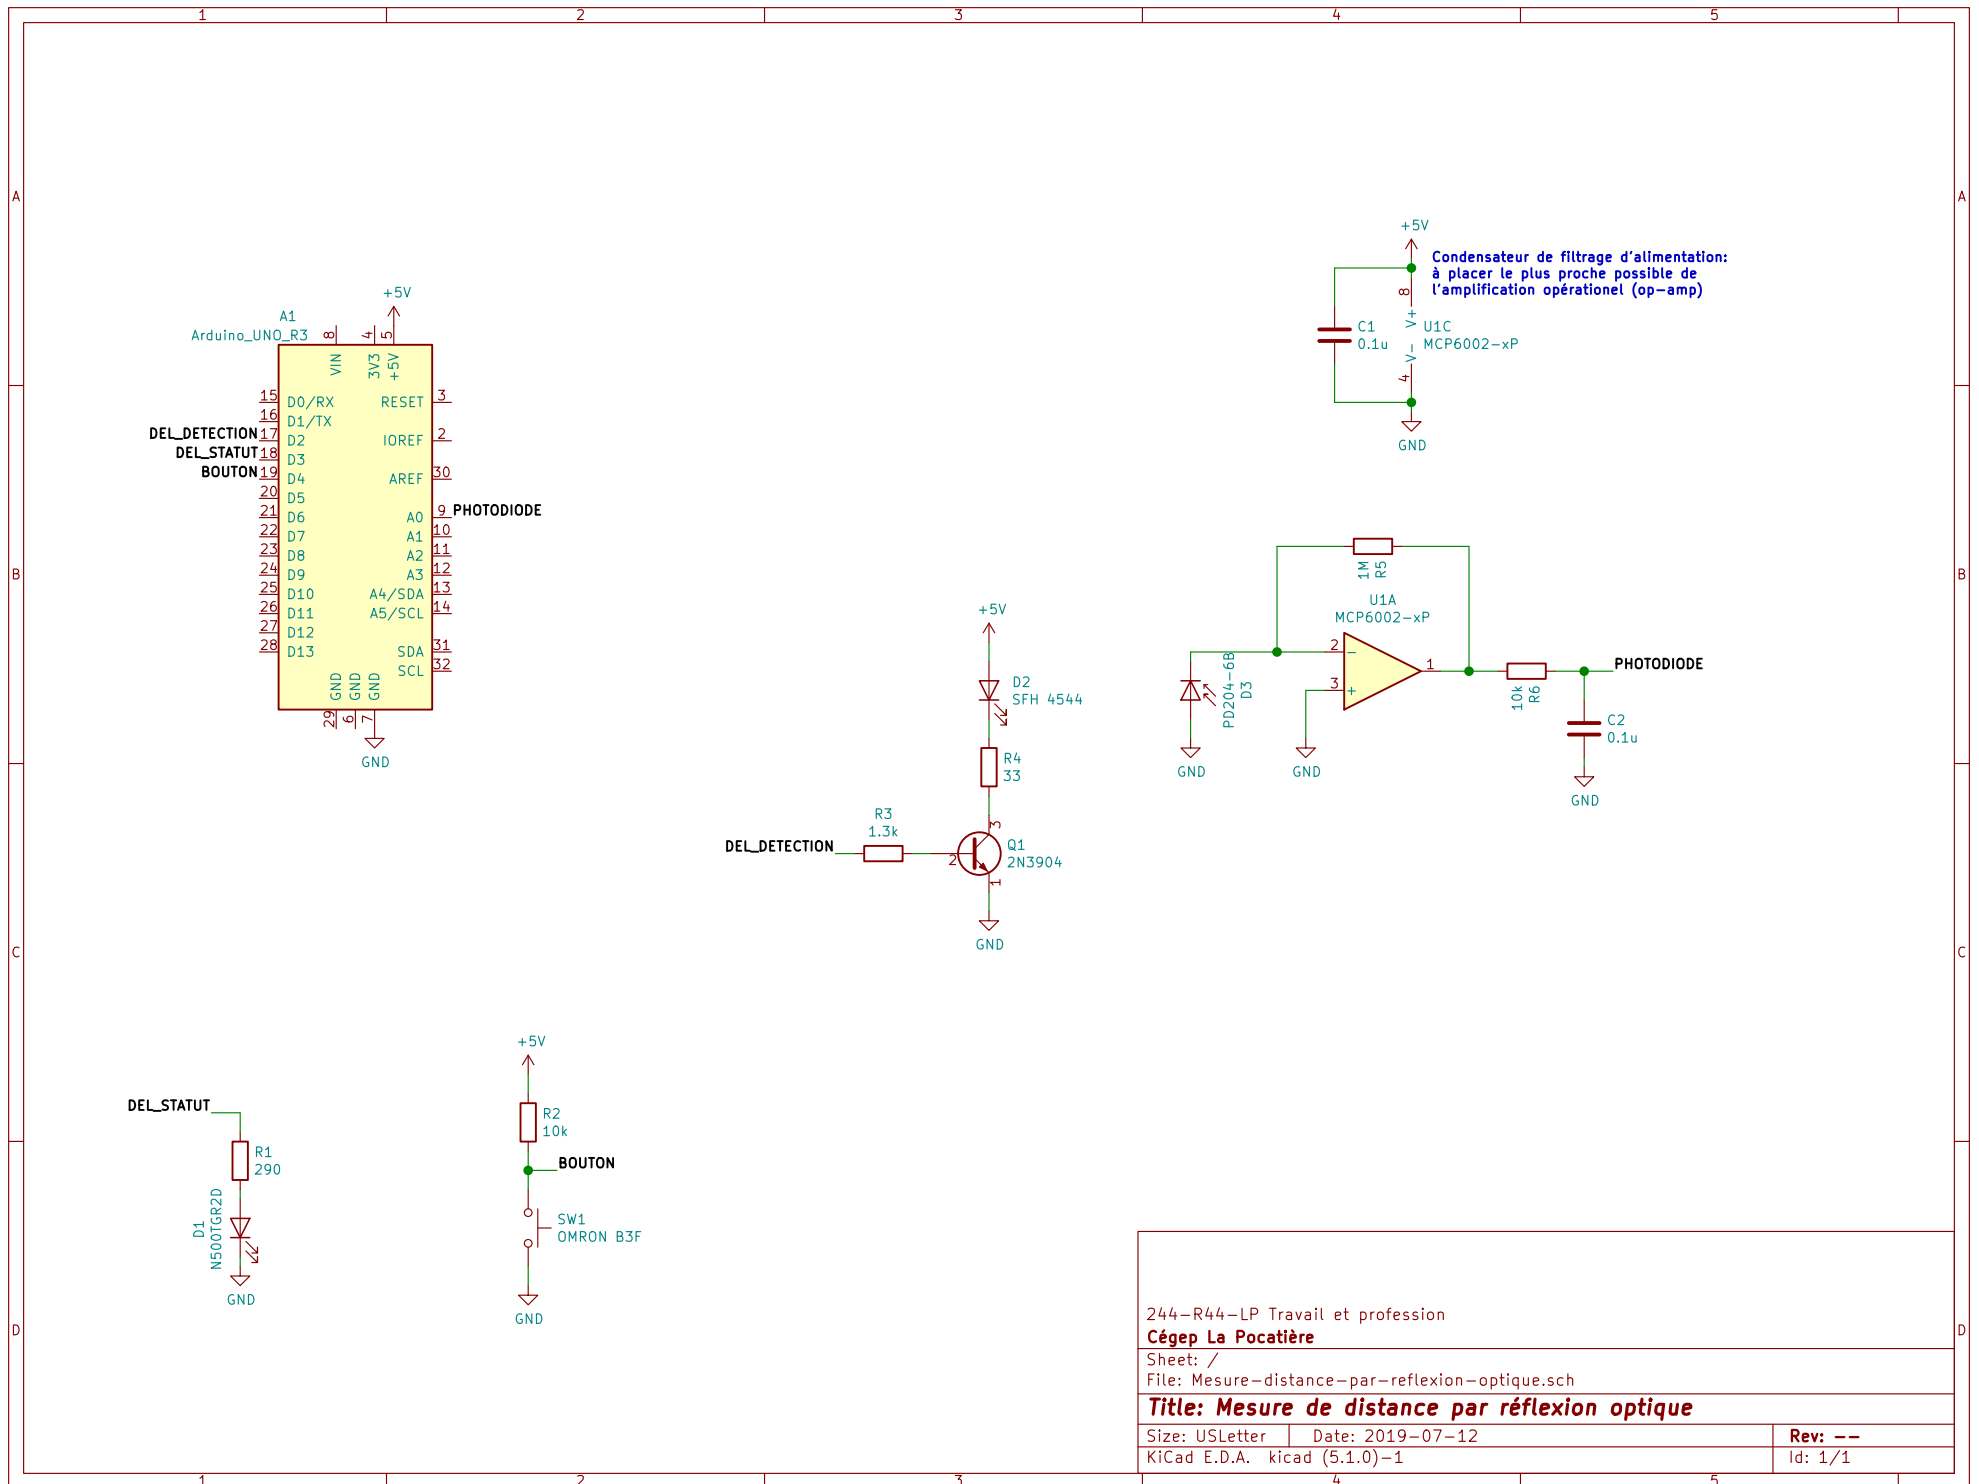 1 2 3 4 5
A
A
B
B
C
C
D
D
+5V
A1
Arduino_UNO_R3
8 4 5
VIN 3V3 +5V
15 D0/RX RESET 3
16 D1/TX
DEL_DETECTION 17 D2 IOREF 2
DEL_STATUT 18 D3
BOUTON 19 D4 AREF 30
20 D5
21 D6 A0 9 PHOTODIODE
22 D7 A1 10
23 D8 A2 11
24 D9 A3 12
25 D10 A4/SDA 13
26 D11 A5/SCL 14
27 D12
28 D13 SDA 31
SCL 32
GND GND GND
29 6 7
GND
+5V
Condensateur de filtrage d'alimentation:
à placer le plus proche possible de
l'amplification opérationel (op-amp)
8
V+
C1
0.1u
U1C
MCP6002-xP
V-
4
GND
1M
R5
U1A
MCP6002-xP
2
3
1
-
+
PD204-6B
D3
GND
GND
10k
R6
PHOTODIODE
C2
0.1u
GND
+5V
D2
SFH 4544
R4
33
R3
1.3k
DEL_DETECTION
2
3
1
Q1
2N3904
GND
DEL_STATUT
R1
290
D1
N500TGR2D
GND
+5V
R2
10k
BOUTON
SW1
OMRON B3F
GND
244-R44-LP Travail et profession
Cégep La Pocatière
Sheet: /
File: Mesure-distance-par-reflexion-optique.sch
Title: Mesure de distance par réflexion optique
Size: USLetter Date: 2019-07-12 Rev: --
KiCad E.D.A. kicad (5.1.0)-1 Id: 1/1
1 2 3 4 5